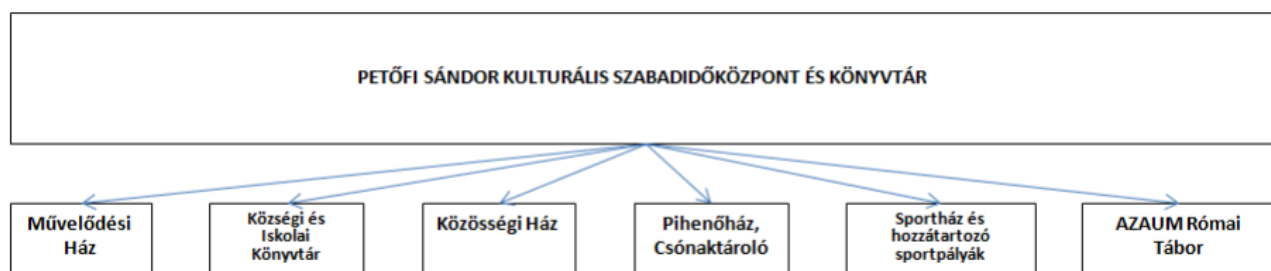 PETŐFI SÁNDOR KULTURÁLIS SZABADIDŐKÖZPONT ÉS KÖNYVTÁR
Művelődési
Ház
Községi és
Iskolai
Könyvtár
Közösségi Ház
Pihenőház,
Csónaktároló
Sportház és
hozzátartozó
sportpályák
AZAUM Római
Tábor